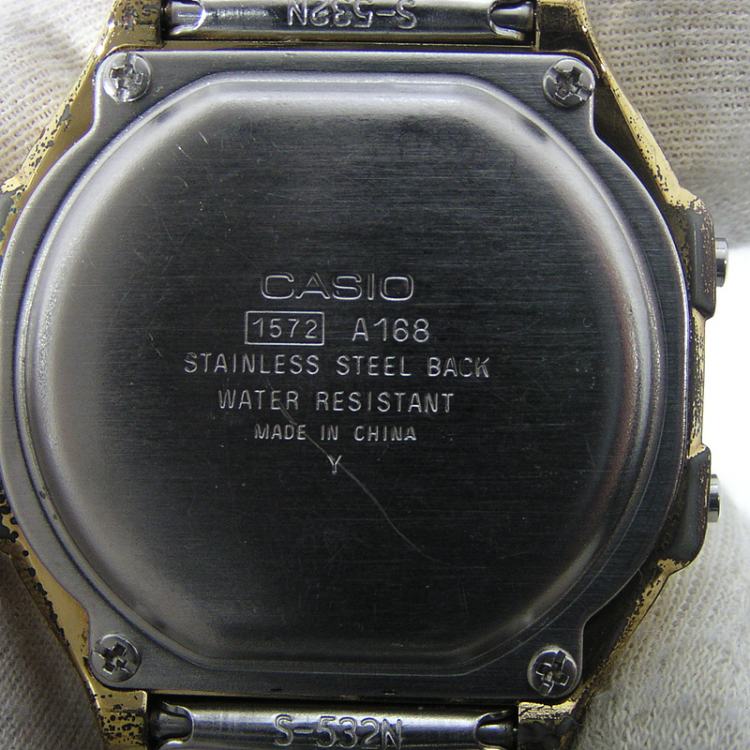 S-532N
CASIO
1572 A168
STAINLESS STEEL BACK
WATER RESISTANT
MADE IN CHINA
Y
S-532N